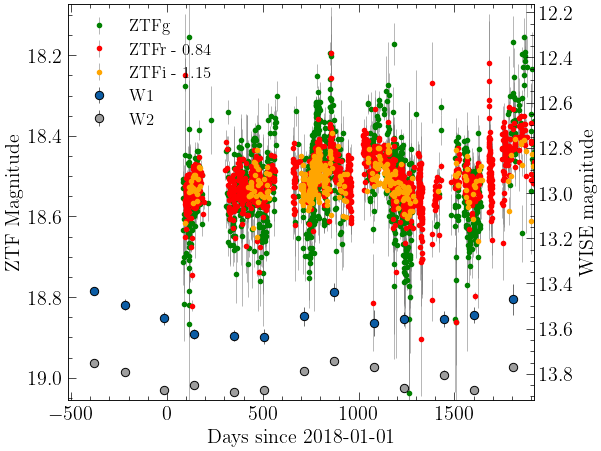 ZTFg
ZTFr - 0.84
ZTFi - 1.15
W1
W2
18.2
18.4
18.6
18.8
19.0
ZTF Magnitude
12.2
12.4
12.6
12.8
13.0
13.2
13.4
13.6
13.8
WISE magnitude
−500
0
500
1000
1500
Days since 2018-01-01